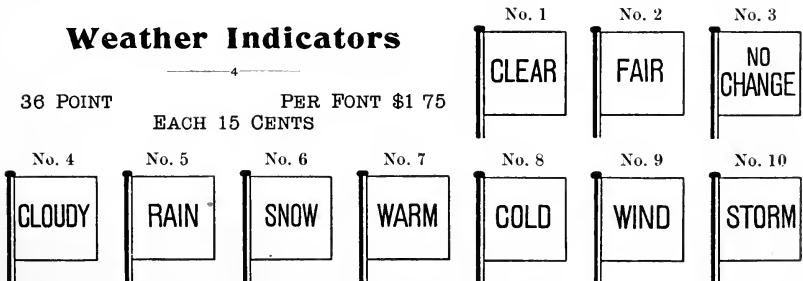 Weather Indicators
4
36 POINT PER FONT $1 75
EACH 15 CENTS
No. 1 No. 2 No. 3
CLEAR FAIR NO
CHANGE
No. 4 No. 5 No. 6 No. 7 No. 8 No. 9 No. 10
CLOUDY RAIN SNOW WARM COLD WIND STORM